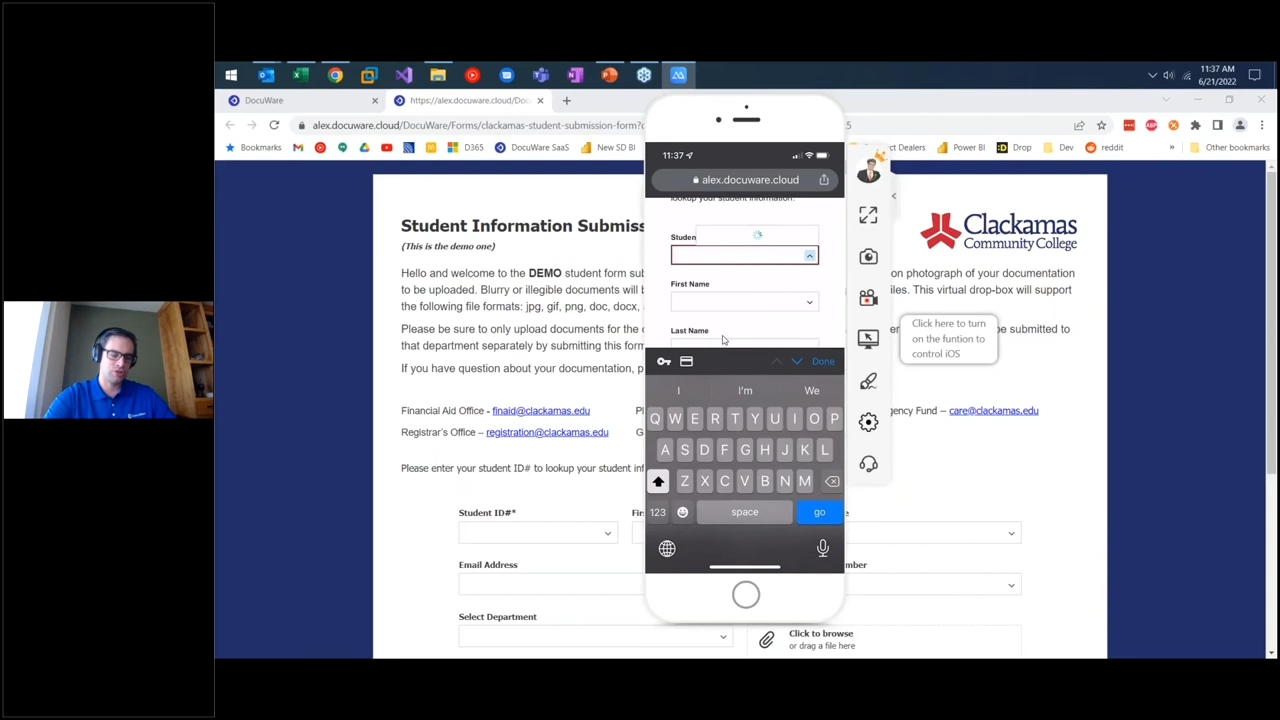 11:37 AM
6/21/2022
DocuWare
https://alex.docuware.cloud/Doc
alex.docuware.cloud/DocuWare/Forms/clackamas-student-submission-form?
5
Bookmarks
D365
DocuWare SaaS
New SD BI
Dealers
Power BI
Drop
Dev
reddit
»
Other bookmarks
Student Information Submiss
(This is the demo one)
Clackamas
Community College
Hello and welcome to the DEMO student form sub
on photograph of your documentation
to be uploaded. Blurry or illegible documents will b
files. This virtual drop-box will support
the following file formats: jpg, gif, png, doc, docx,
Please be sure to only upload documents for the d
be submitted to
that department separately by submitting this form
If you have question about your documentation, p
Financial Aid Office - finaid@clackamas.edu
gency Fund – care@clackamas.edu
Registrar's Office – registration@clackamas.edu
G
Please enter your student ID# to lookup your student inf
Student ID#*
Firs
Email Address
mber
Select Department
Click to browse
or drag a file here
11:37
alex.docuware.cloud
lookup your student information.
Studen
First Name
Last Name
Done
I I'm We
Q W E R T Y U I O P
A S D F G H J K L
Z X C V B N M
123 space go
Click here to turn
on the funtion to
control iOS